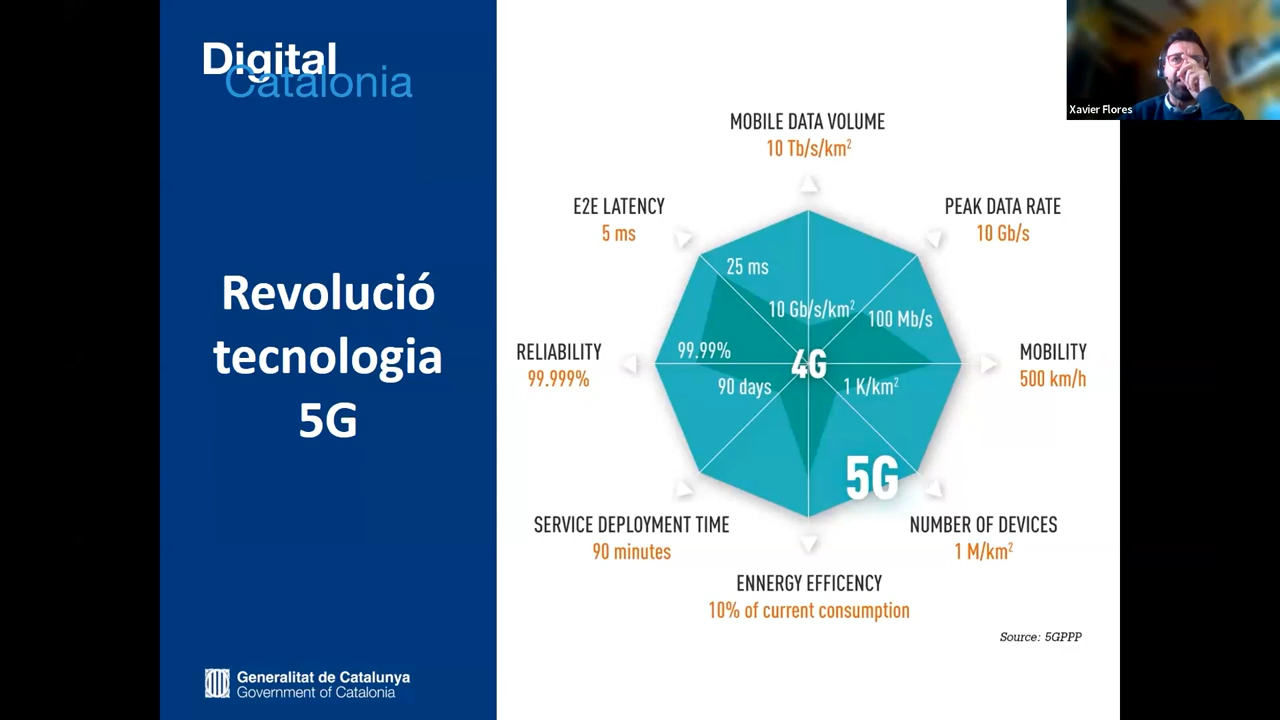 Digital
Catalonia
Revolució
tecnologia
5G
Generalitat de Catalunya
Government of Catalonia
MOBILE DATA VOLUME
10 Tb/s/km²
E2E LATENCY
5 ms
PEAK DATA RATE
10 Gb/s
25 ms
10 Gb/s/km²
100 Mb/s
RELIABILITY
99.999%
99.99%
4G
MOBILITY
500 km/h
90 days
1 K/km²
5G
SERVICE DEPLOYMENT TIME
90 minutes
NUMBER OF DEVICES
1 M/km²
ENNERGY EFFICENCY
10% of current consumption
Source: 5GPPP
Xavier Flores